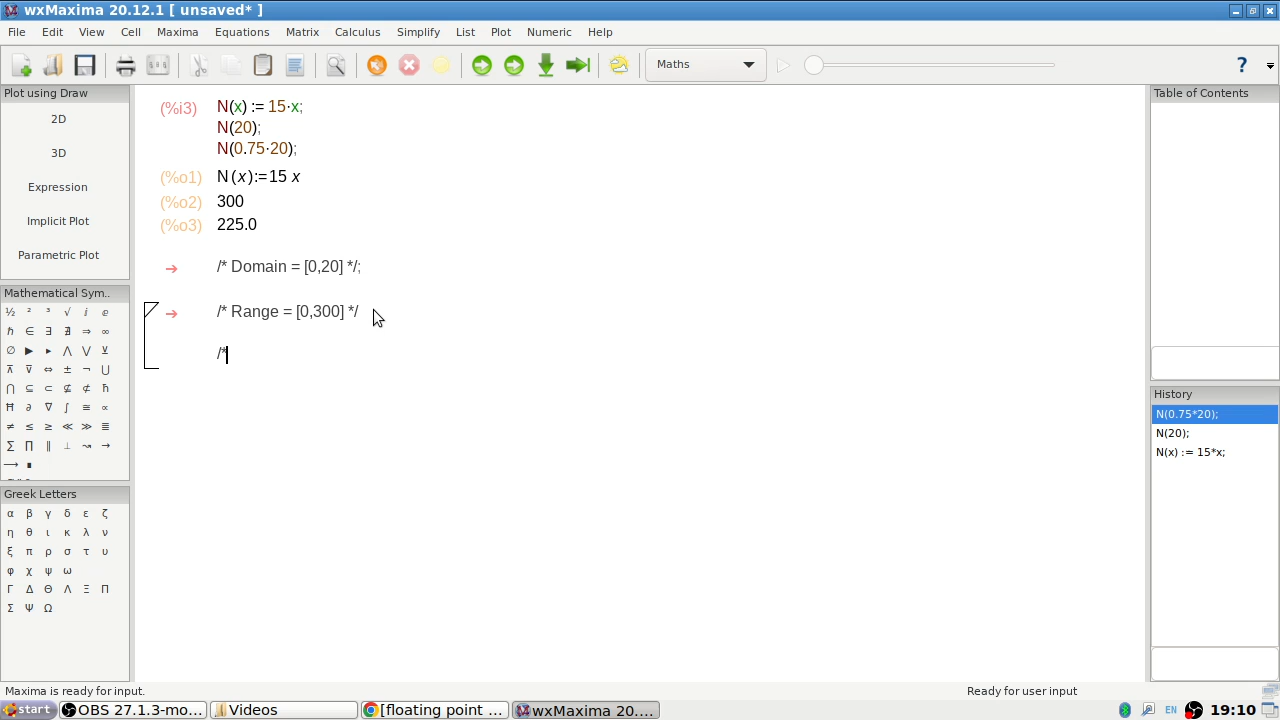 wxMaxima 20.12.1 [ unsaved* ]
File Edit View Cell Maxima Equations Matrix Calculus Simplify List Plot Numeric Help
Maths
?
Plot using Draw
2D
3D
Expression
Implicit Plot
Parametric Plot
Mathematical Sym..
½ ² ³ √ ⅈ ⅇ
ℏ ∈ ∃ ∄ ⇒ ∞
∅ ▶ ▸ ⋀ ⋁ ⊻
⊼ ⊽ ⇔ ± ¬ ⋃
⋂ ⊆ ⊂ ⊈ ⊄ ħ
Ħ ∂ ∇ ∫ ≅ ∝
≠ ≤ ≥ ≪ ≫ ≣
∑ ∏ ∥ ⟂ ↝ →
⟶ ∎
Greek Letters
α β γ δ ε ζ
η θ ι κ λ ν
ξ π ρ σ τ υ
φ χ ψ ω
Γ Δ Θ Λ Ξ Π
Σ Ψ Ω
(%i3) N(x) := 15·x;
N(20);
N(0.75·20);
(%o1) N(x):=15 x
(%o2) 300
(%o3) 225.0
/* Domain = [0,20] */;
/* Range = [0,300] */
/*
Table of Contents
History
N(0.75*20);
N(20);
N(x) := 15*x;
Maxima is ready for input.
Ready for user input
start
OBS 27.1.3-mo...
Videos
[floating point ...
wxMaxima 20....
EN
19:10